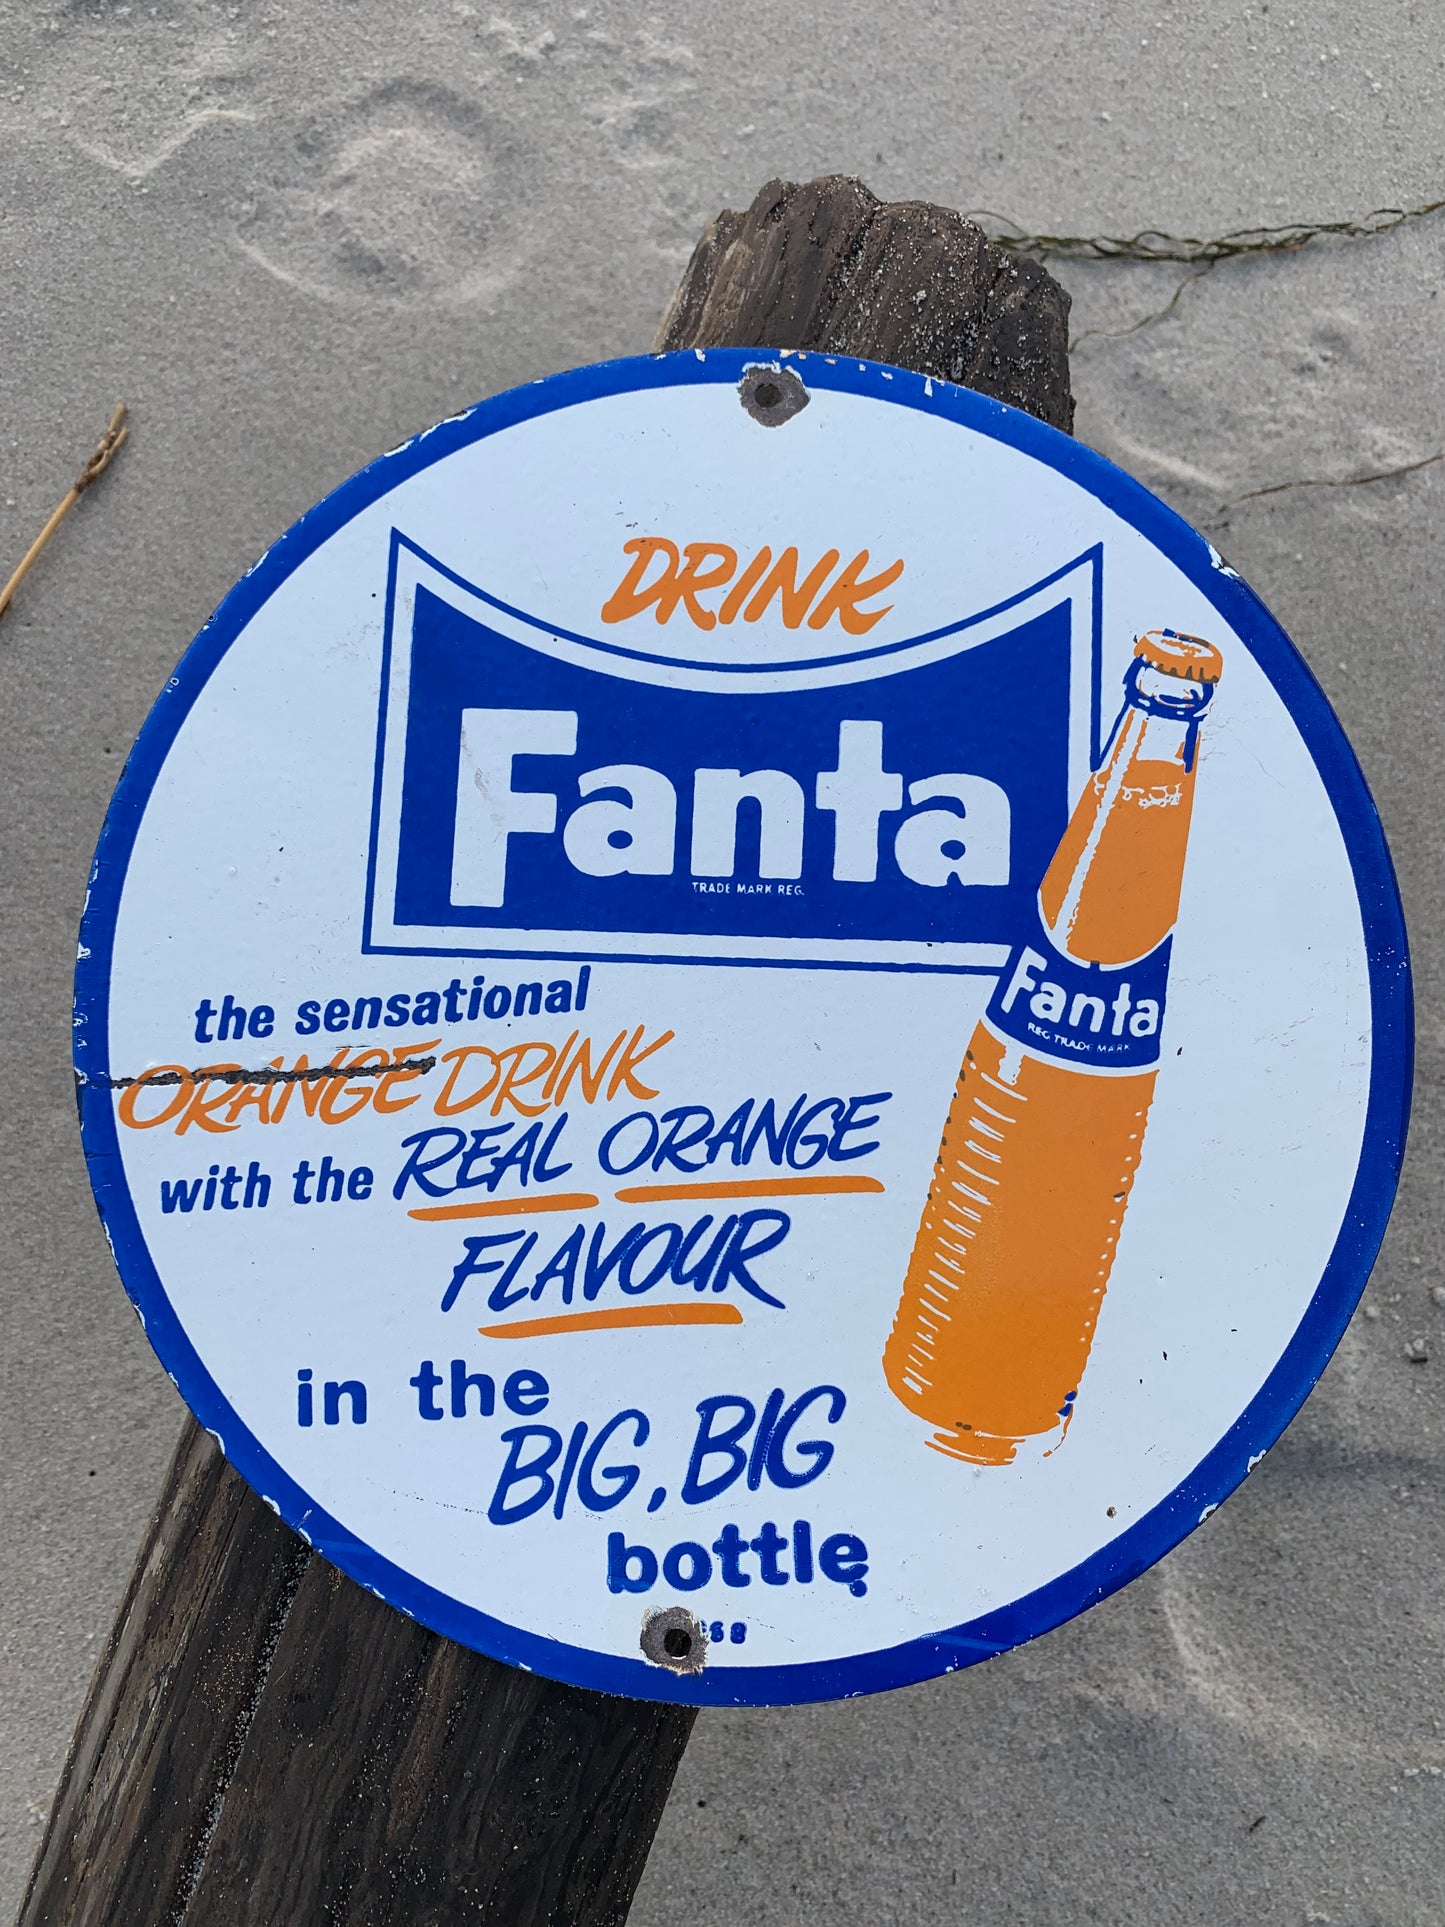 DRINK
Fanta
TRADE MARK REG.
Fanta
REG TRADE MARK
the sensational
ORANGE DRINK
with the REAL ORANGE
FLAVOUR
in the
BIG, BIG
bottle.
68